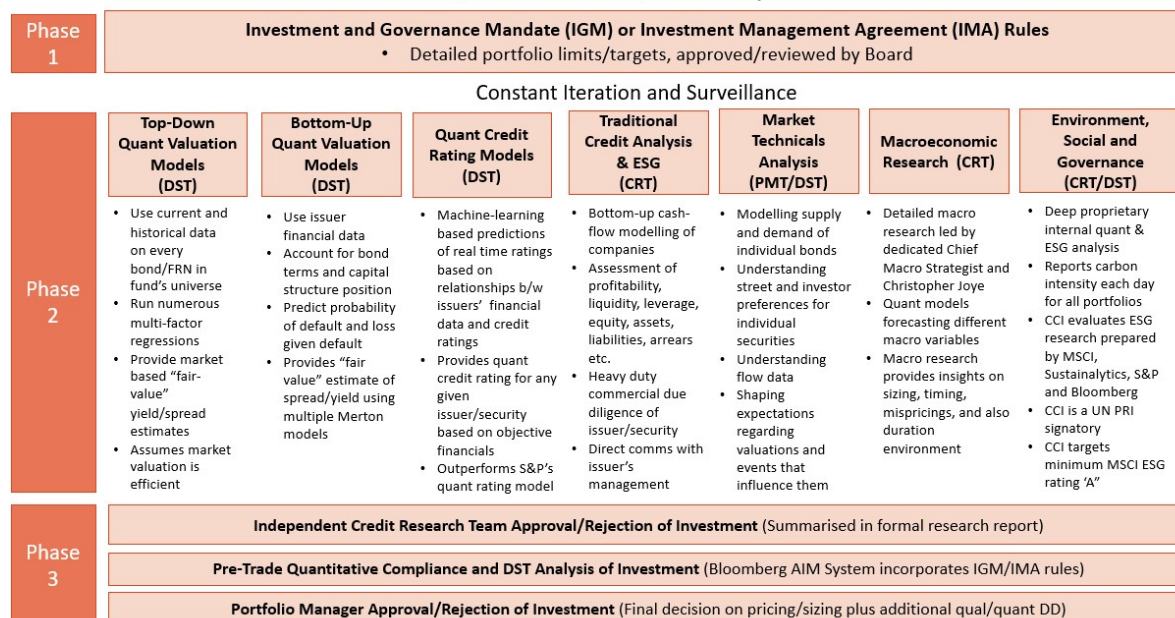 Phase
1
Investment and Governance Mandate (IGM) or Investment Management Agreement (IMA) Rules
• Detailed portfolio limits/targets, approved/reviewed by Board
Constant Iteration and Surveillance
Phase
2
Top-Down
Quant Valuation
Models
(DST)
• Use current and
historical data
on every
bond/FRN in
fund's universe
• Run numerous
multi-factor
regressions
• Provide market
based "fair-
value"
yield/spread
estimates
• Assumes market
valuation is
efficient
Bottom-Up
Quant Valuation
Models
(DST)
• Use issuer
financial data
• Account for bond
terms and capital
structure position
• Predict probability
of default and loss
given default
• Provides "fair
value" estimate of
spread/yield using
multiple Merton
models
Quant Credit
Rating Models
(DST)
• Machine-learning
based predictions
of real time ratings
based on
relationships b/w
issuers' financial
data and credit
ratings
• Provides quant
credit rating for any
given
issuer/security
based on objective
financials
• Outperforms S&P's
quant rating model
Traditional
Credit Analysis
& ESG
(CRT)
• Bottom-up cash-
flow modelling of
companies
• Assessment of
profitability,
liquidity, leverage,
equity, assets,
liabilities, arrears
etc.
• Heavy duty
commercial due
diligence of
issuer/security
• Direct comms with
issuer's
management
Market
Technicals
Analysis
(PMT/DST)
• Modelling supply
and demand of
individual bonds
• Understanding
street and investor
preferences for
individual
securities
• Understanding
flow data
• Shaping
expectations
regarding
valuations and
events that
influence them
Macroeconomic
Research (CRT)
• Detailed macro
research led by
dedicated Chief
Macro Strategist and
Christopher Joye
• Quant models
forecasting different
macro variables
• Macro research
provides insights on
sizing, timing,
mispricings, and also
duration
environment
Environment,
Social and
Governance
(CRT/DST)
• Deep proprietary
internal quant &
ESG analysis
• Reports carbon
intensity each day
for all portfolios
• CCI evaluates ESG
research prepared
by MSCI,
Sustainalytics, S&P
and Bloomberg
• CCI is a UN PRI
signatory
• CCI targets
minimum MSCI ESG
rating 'A"
Phase
3
Independent Credit Research Team Approval/Rejection of Investment (Summarised in formal research report)
Pre-Trade Quantitative Compliance and DST Analysis of Investment (Bloomberg AIM System incorporates IGM/IMA rules)
Portfolio Manager Approval/Rejection of Investment (Final decision on pricing/sizing plus additional qual/quant DD)